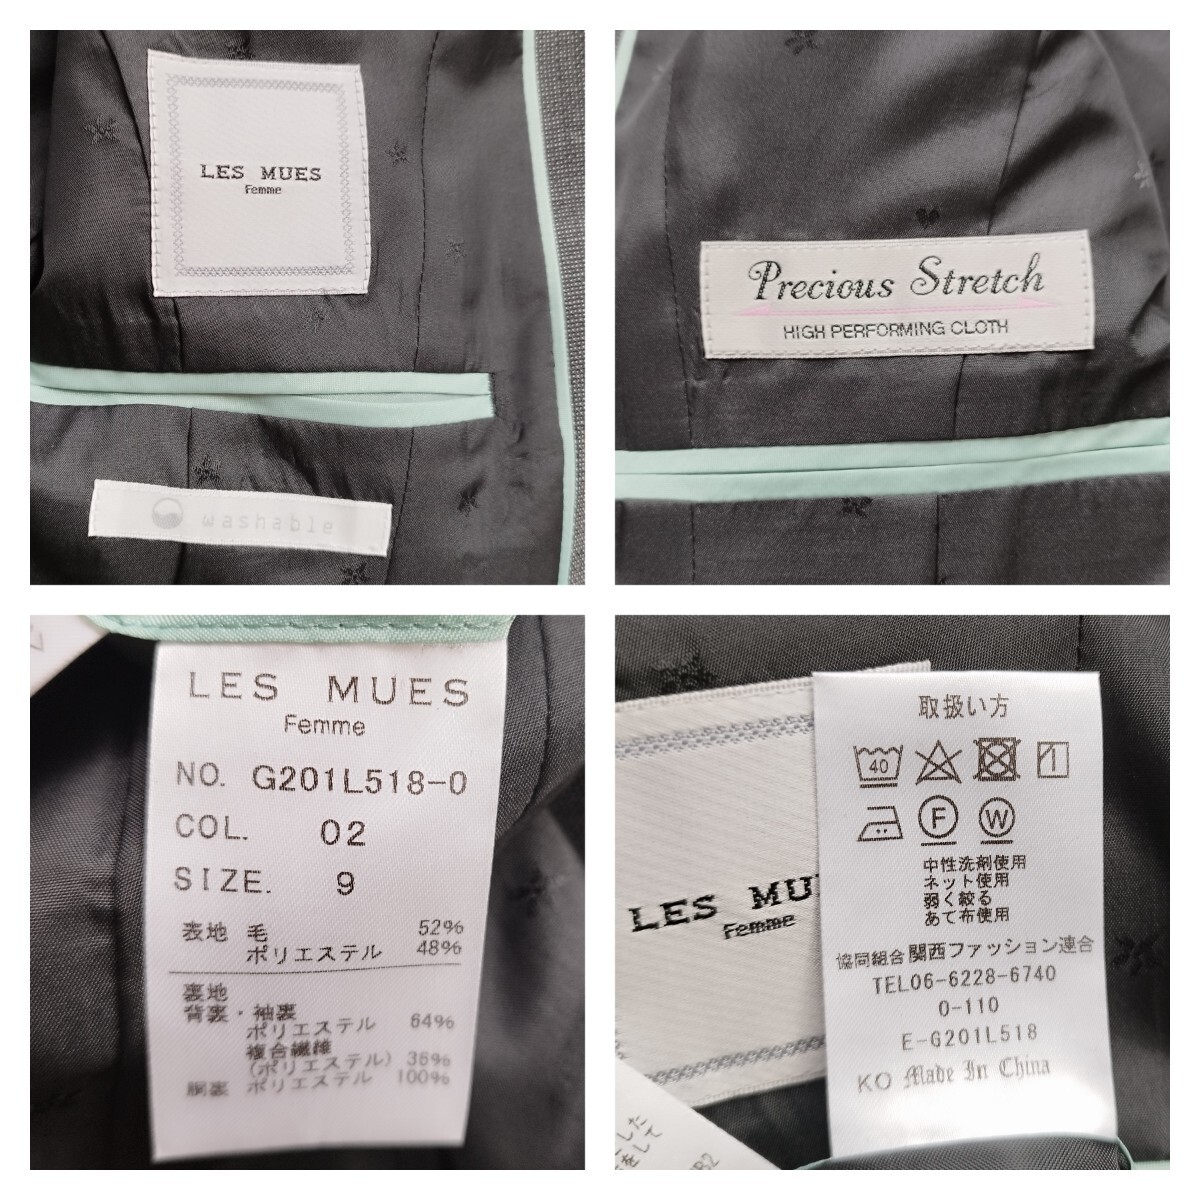 LES MUES
Femme
washable
Precious Stretch
HIGH PERFORMING CLOTH
LES MUES
Femme
NO. G201L518-0
COL. 02
SIZE. 9
表地 毛 52%
ポリエステル 48%
裏地
背裏・袖裏
ポリエステル 64%
複合繊維
(ポリエステル) 36%
胴裏 ポリエステル 100%
LES MU
Femme
取扱い方
40
F W
中性洗剤使用
ネット使用
弱く絞る
あて布使用
協同組合関西ファッション連合
TEL06-6228-6740
0-110
E-G201L518
KO Made In China